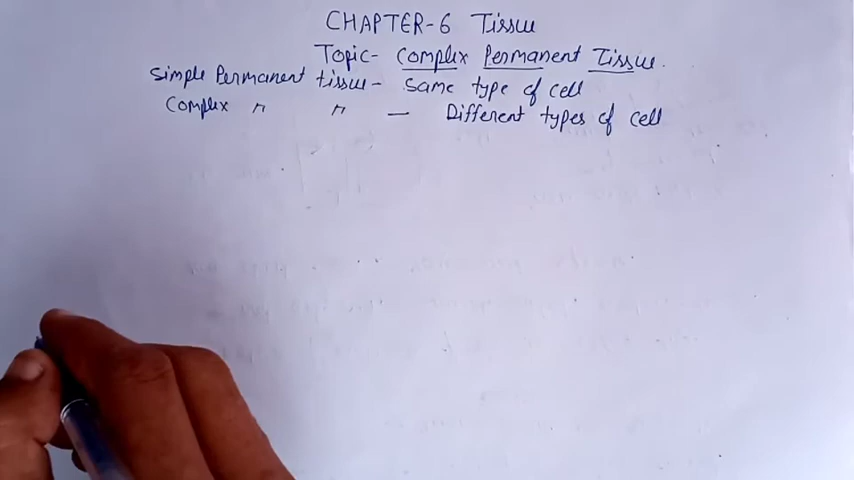 CHAPTER-6 Tissue
Topic- Complex Permanent Tissue.
Simple Permanent tissue- same type of cell
Complex " " - Different types of cell